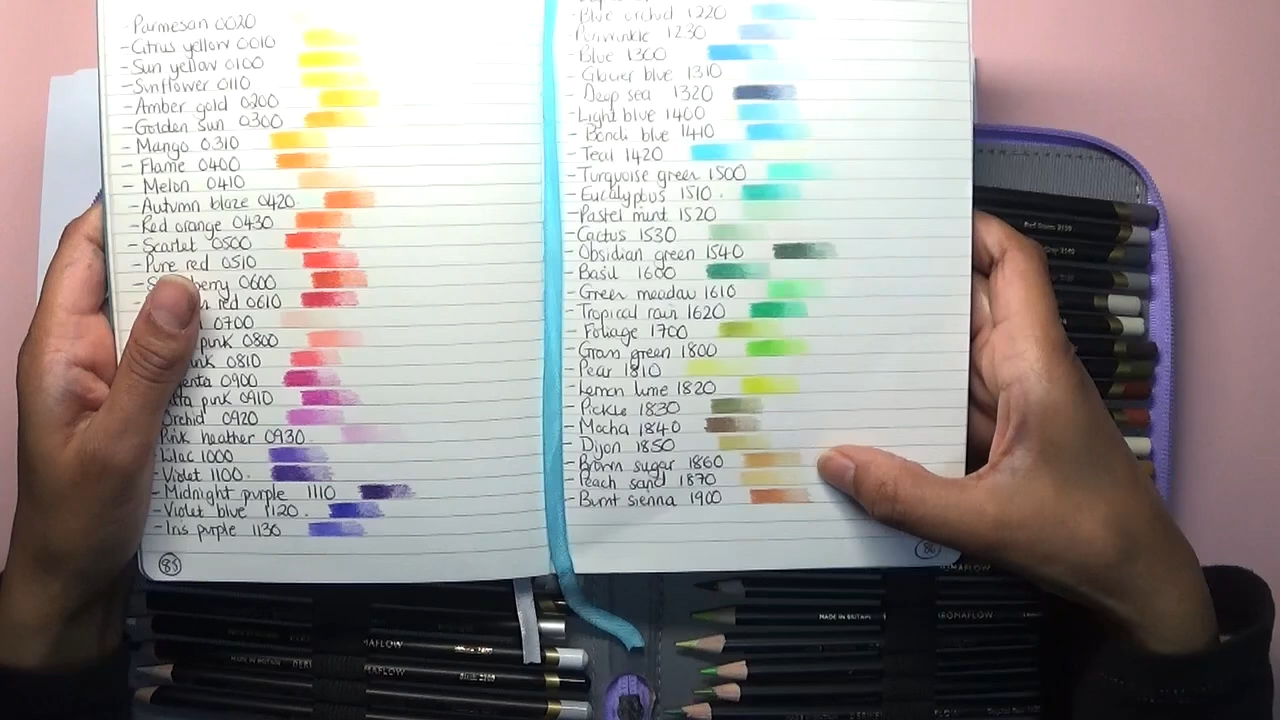 - Parmesan 0020
- Citrus yellow 0010
- Sun yellow 0100
- Sunflower 0110
- Amber gold 0200
- Golden sun 0300
- Mango 0310
- Flame 0400
- Melon 0410
- Autumn blaze 0420.
- Red orange 0430
- Scarlet 0500
- Pure red 0510
0600
red 0610
0700
pink 0800
0810
0900
pink 0910
Orchid 0920
Pink heather 0930.
- Lilac 1000
- Violet 1100.
- Midnight purple 1110
- Violet blue 1120.
- Iris purple 1130
85
- Blue orchid 1220
- Periwinkle 1230
- Blue 1300
- Glacier blue 1310
- Deep sea 1320
- Light blue 1400
- Bondi blue 1410
- Teal 1420
- Turquoise green 1500
- Eucalyptus 1510.
- Pastel mint 1520
- Cactus 1530
- Obsidian green 1540
- Basil 1600
- Green meadow 1610
- Tropical rain 1620
- Foliage 1700
- Grass green 1800
- Pear 1810
- Lemon lime 1820
- Pickle 1830
- Mocha 1840
- Dijon 1850
- Brown sugar 1860
- Peach sand 1870
- Burnt sienna 1900
86
MADE IN BRITAIN